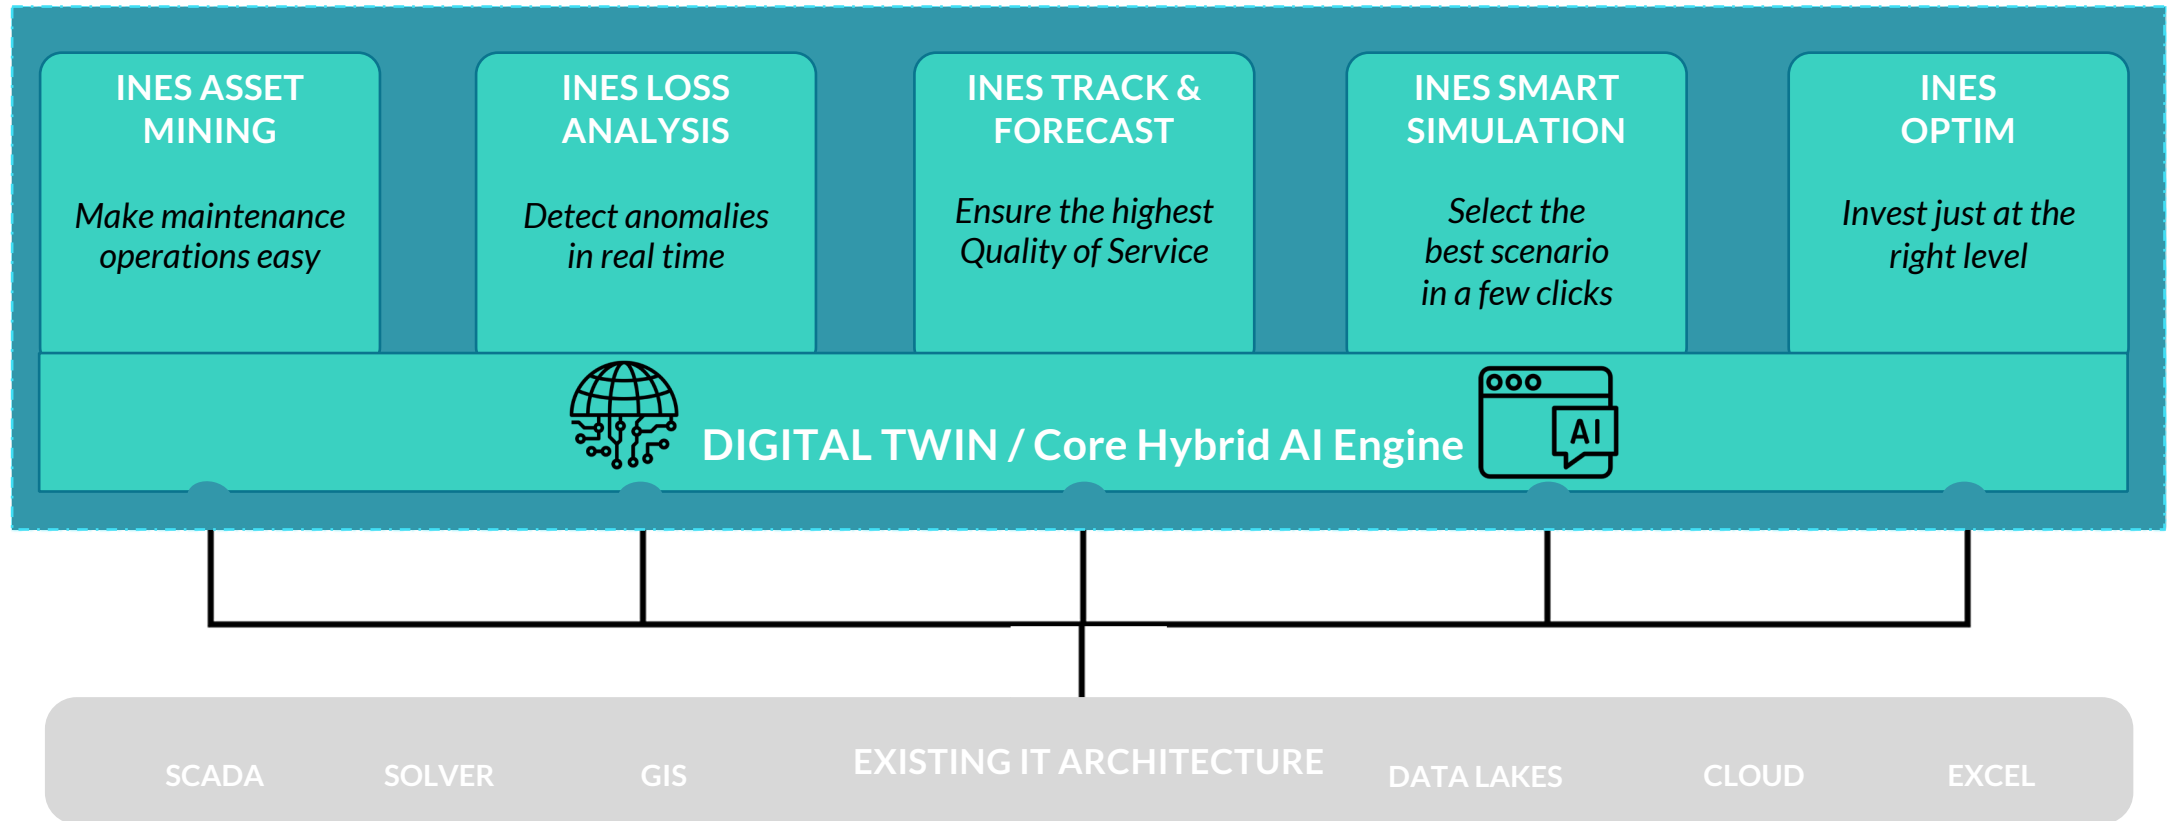 INES ASSET
MINING
Make maintenance
operations easy
INES LOSS
ANALYSIS
Detect anomalies
in real time
INES TRACK &
FORECAST
Ensure the highest
Quality of Service
INES SMART
SIMULATION
Select the
best scenario
in a few clicks
INES
OPTIM
Invest just at the
right level
DIGITAL TWIN / Core Hybrid AI Engine
AI
EXISTING IT ARCHITECTURE
SCADA
SOLVER
GIS
DATA LAKES
CLOUD
EXCEL